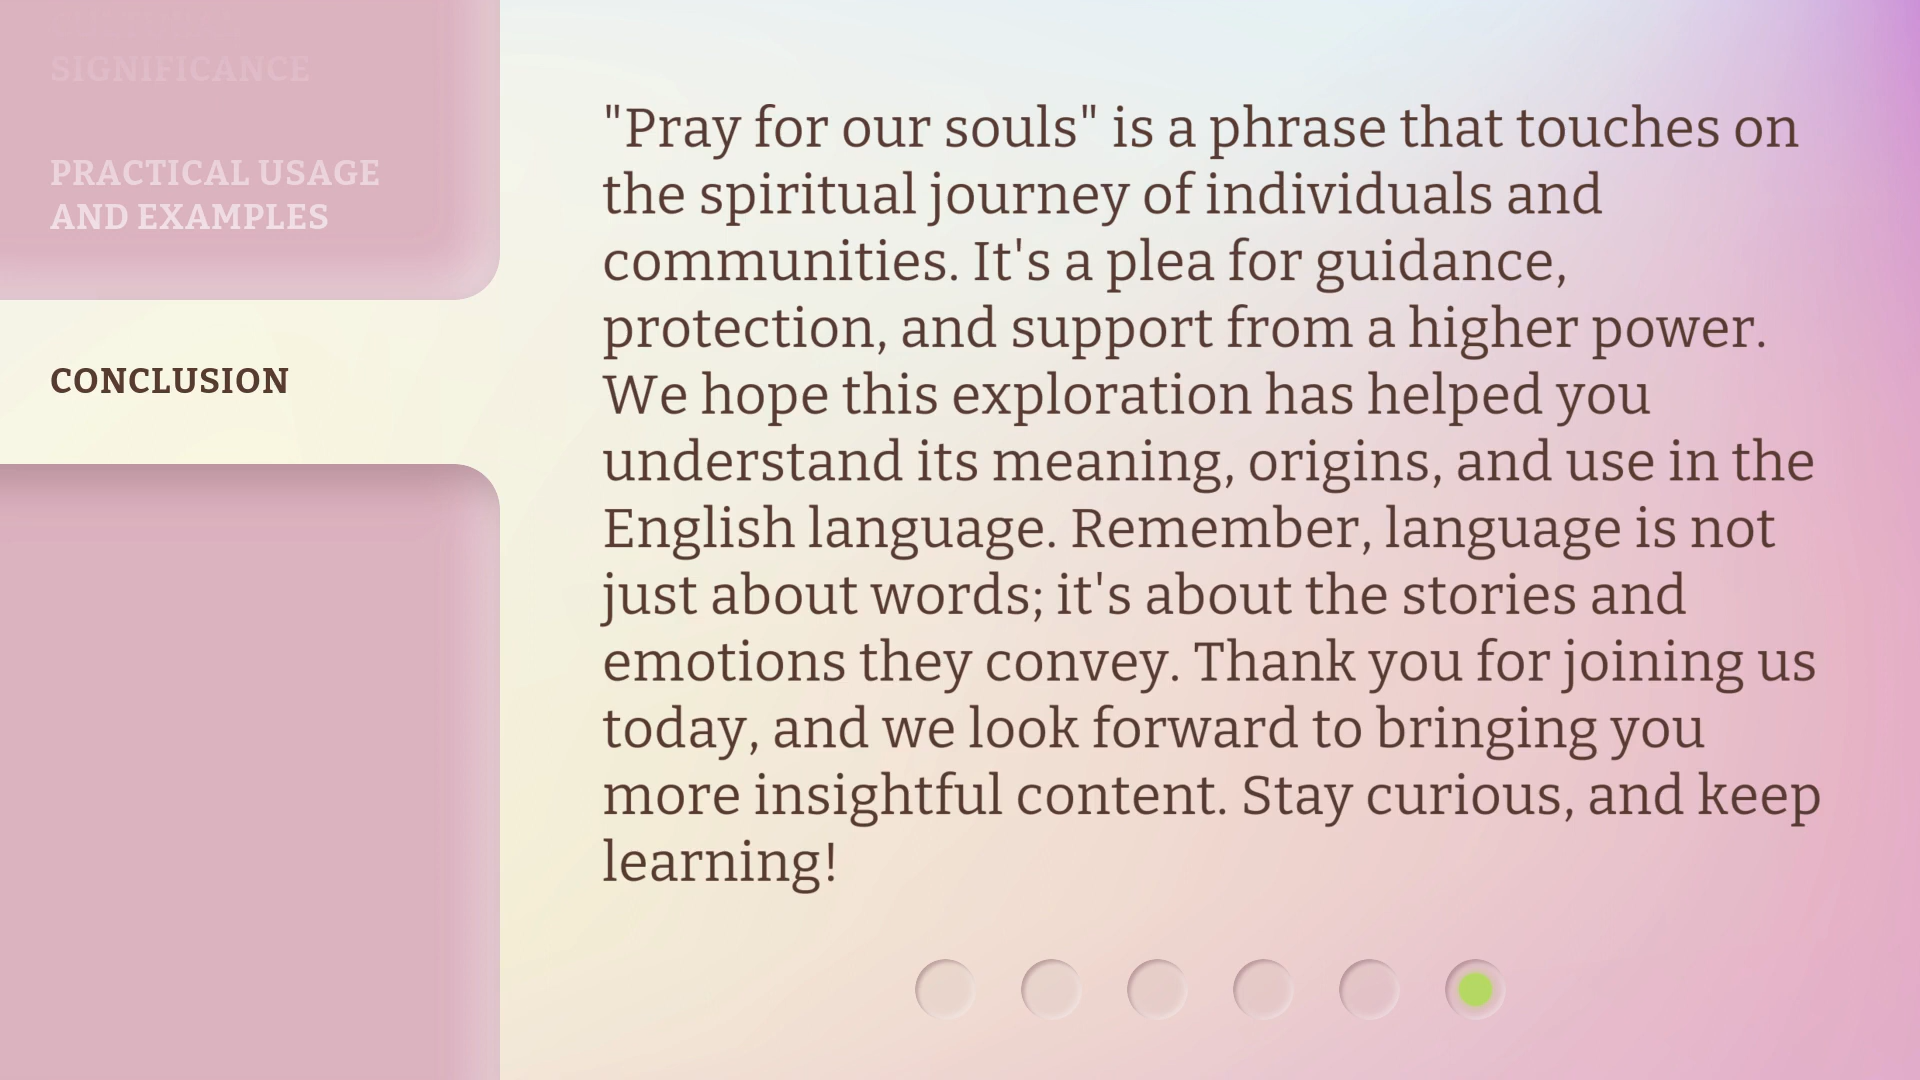 SIGNIFICANCE
PRACTICAL USAGE
AND EXAMPLES
CONCLUSION
"Pray for our souls" is a phrase that touches on
the spiritual journey of individuals and
communities. It's a plea for guidance,
protection, and support from a higher power.
We hope this exploration has helped you
understand its meaning, origins, and use in the
English language. Remember, language is not
just about words; it's about the stories and
emotions they convey. Thank you for joining us
today, and we look forward to bringing you
more insightful content. Stay curious, and keep
learning!